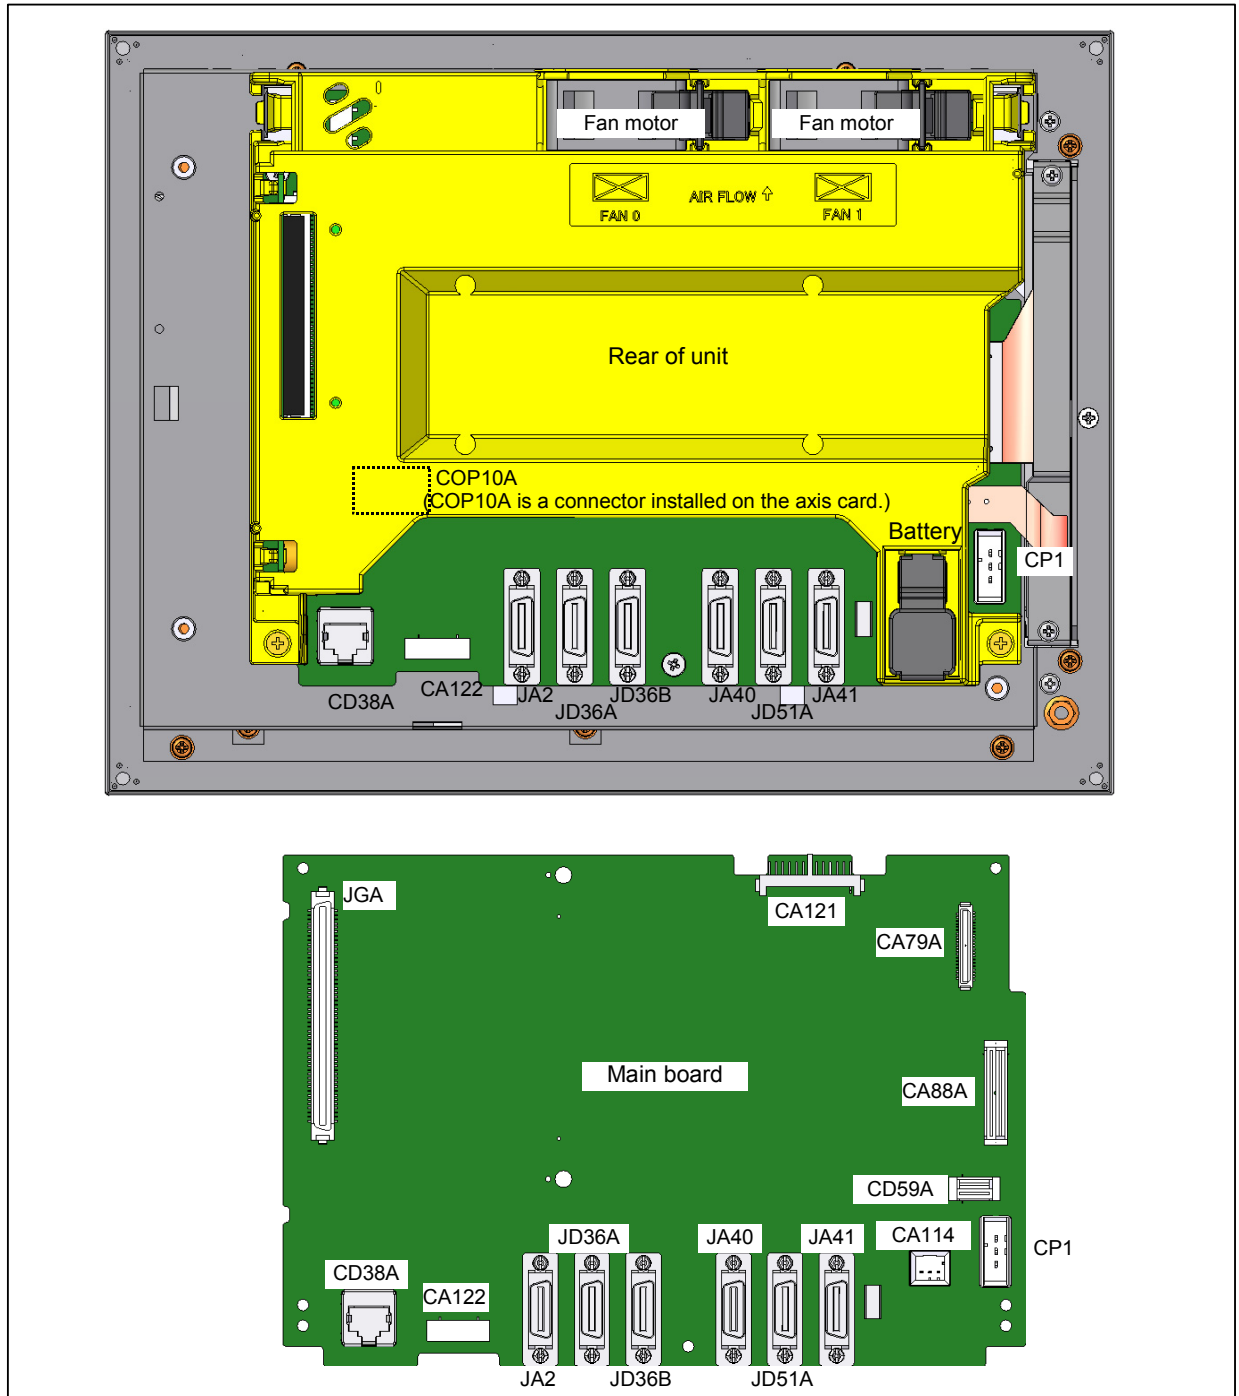 Fan motor Fan motor
AIR FLOW
FAN 0 FAN 1
Rear of unit
COP10A
(COP10A is a connector installed on the axis card.)
Battery
CP1
CD38A CA122 JA2 JD36B JA40 JA41
JD36A JD51A
JGA
CA121
CA79A
Main board
CA88A
CD59A
JD36A JA40 JA41 CA114
CP1
CD38A
CA122
JA2 JD36B JD51A